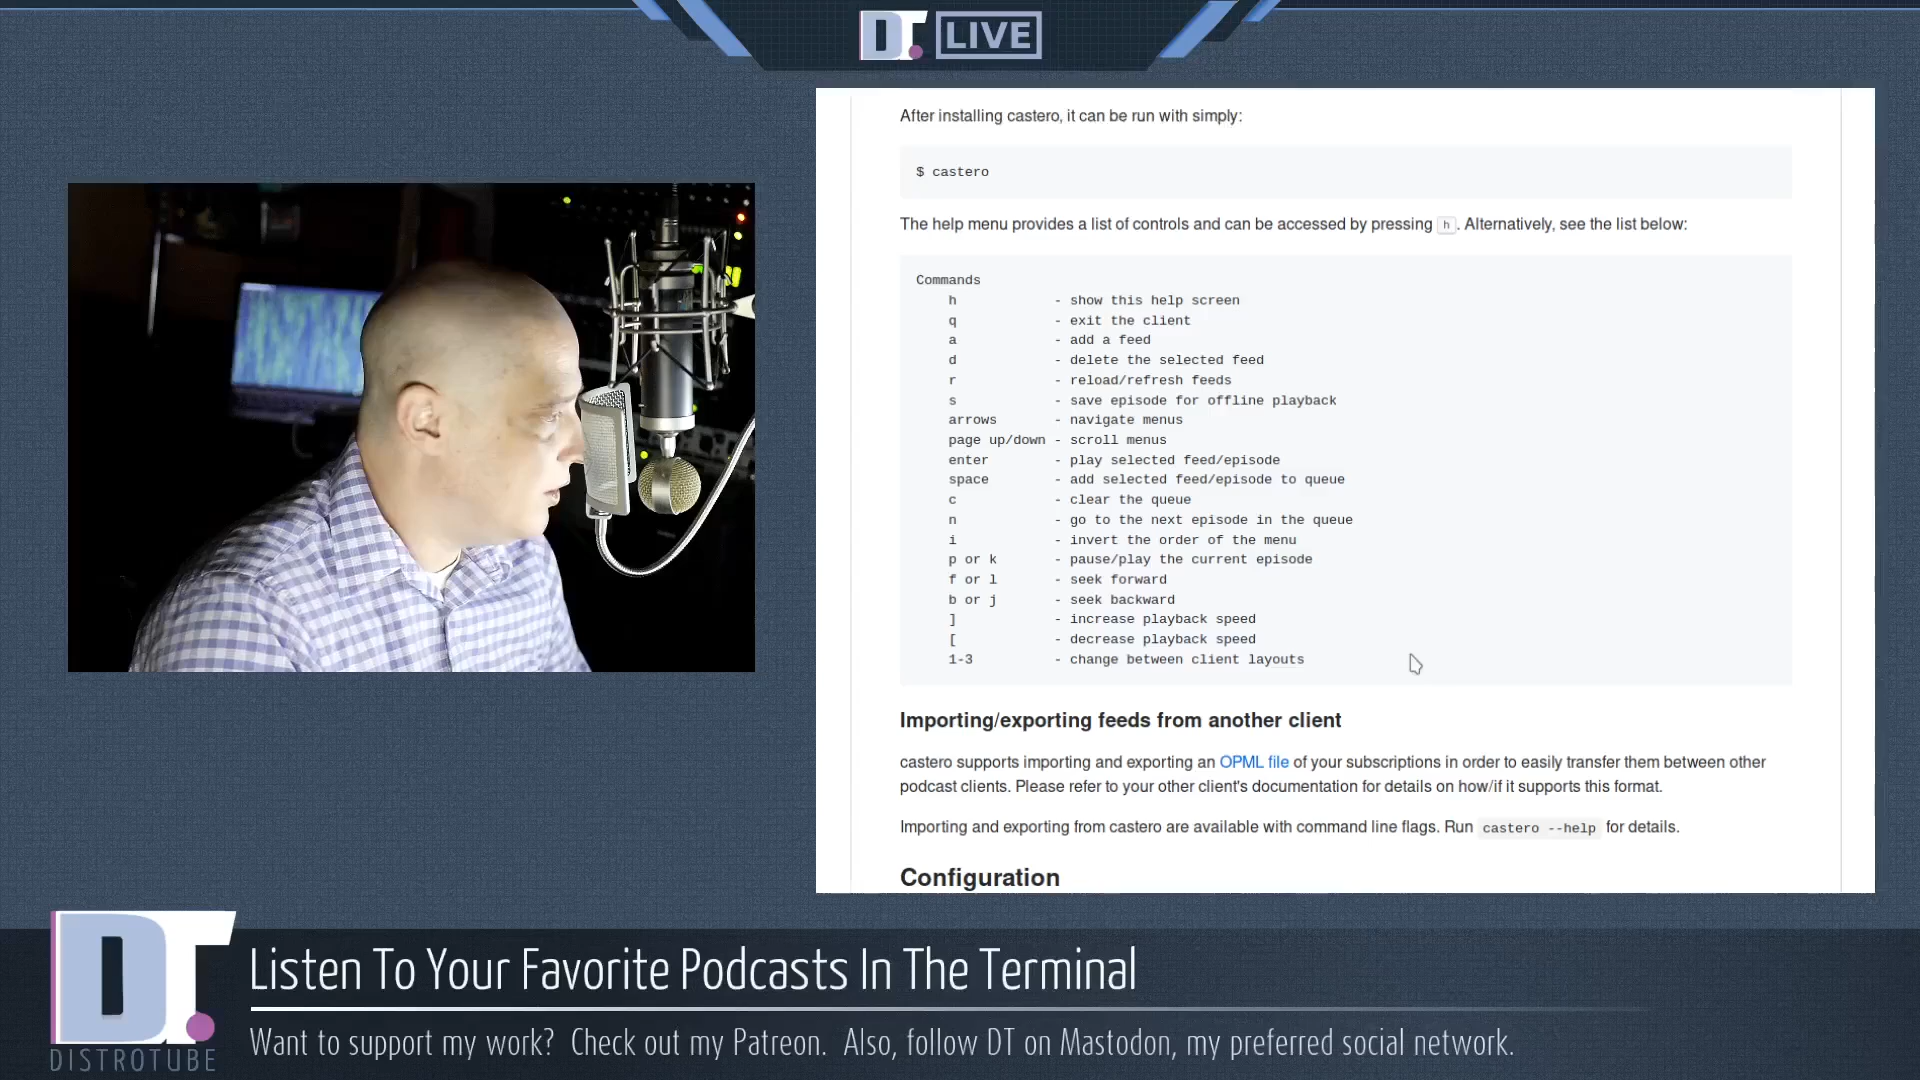 DT. LIVE
After installing castero, it can be run with simply:
$ castero
The help menu provides a list of controls and can be accessed by pressing h . Alternatively, see the list below:
Commands
h - show this help screen
q - exit the client
a - add a feed
d - delete the selected feed
r - reload/refresh feeds
s - save episode for offline playback
arrows - navigate menus
page up/down - scroll menus
enter - play selected feed/episode
space - add selected feed/episode to queue
c - clear the queue
n - go to the next episode in the queue
i - invert the order of the menu
p or k - pause/play the current episode
f or l - seek forward
b or j - seek backward
] - increase playback speed
[ - decrease playback speed
1-3 - change between client layouts
Importing/exporting feeds from another client
castero supports importing and exporting an OPML file of your subscriptions in order to easily transfer them between other
podcast clients. Please refer to your other client's documentation for details on how/if it supports this format.
Importing and exporting from castero are available with command line flags. Run castero --help for details.
Configuration
DT.
DISTROTUBE
Listen To Your Favorite Podcasts In The Terminal
Want to support my work? Check out my Patreon. Also, follow DT on Mastodon, my preferred social network.